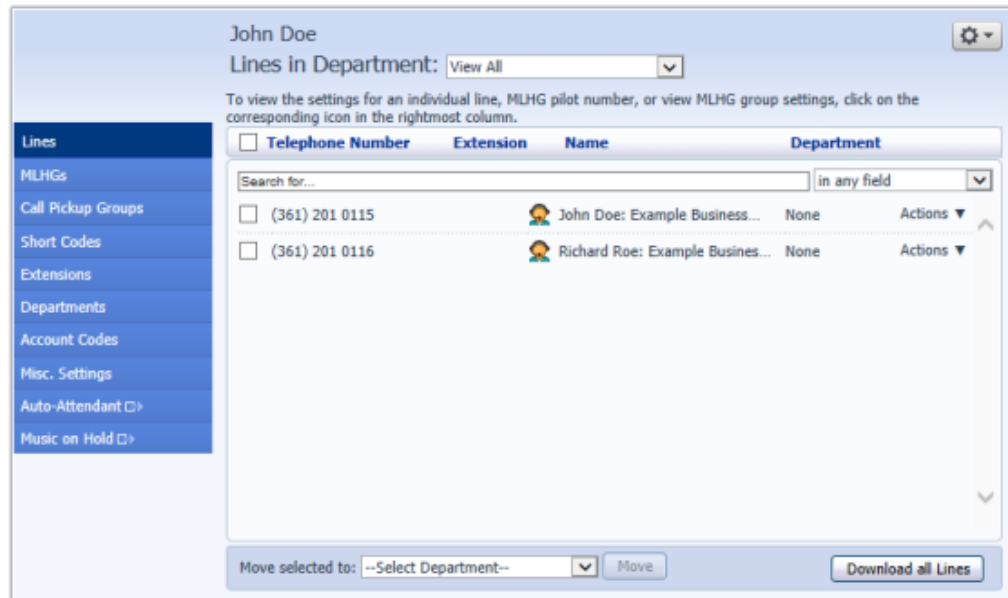 John Doe
Lines in Department: View All
To view the settings for an individual line, MLHG pilot number, or view MLHG group settings, click on the
corresponding icon in the rightmost column.
Lines
MLHGs
Call Pickup Groups
Short Codes
Extensions
Departments
Account Codes
Misc. Settings
Auto-Attendant
Music on Hold
Telephone Number Extension Name Department
Search for... in any field
(361) 201 0115 John Doe: Example Business... None Actions ▼
(361) 201 0116 Richard Roe: Example Busines... None Actions ▼
Move selected to: --Select Department-- Move Download all Lines